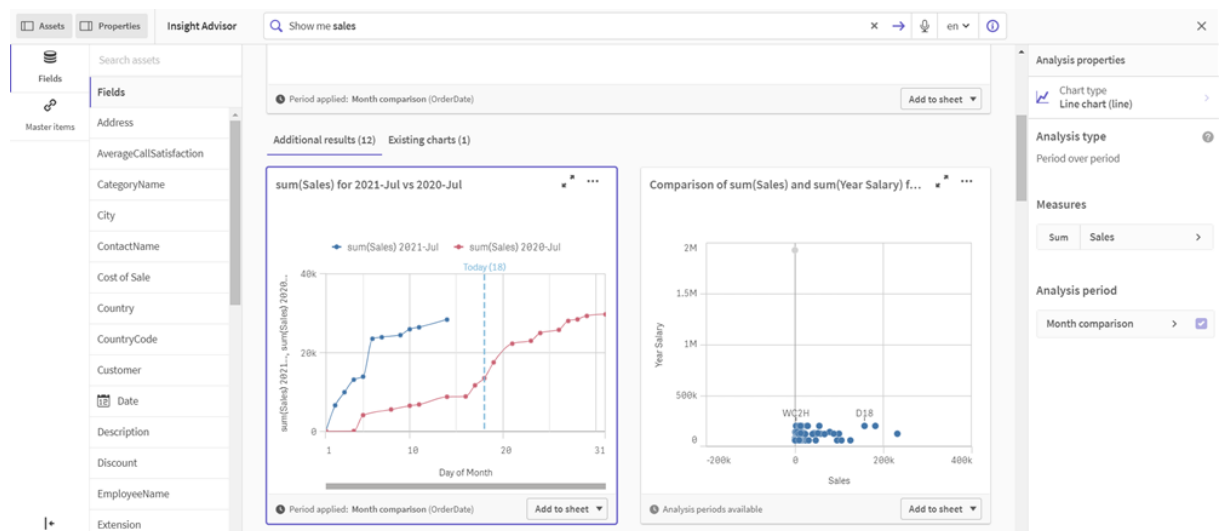 Assets
Properties
Insight Advisor
Show me sales
en
Fields
Master items
Search assets
Fields
Address
AverageCallSatisfaction
CategoryName
City
ContactName
Cost of Sale
Country
CountryCode
Customer
Date
Description
Discount
EmployeeName
Extension
Period applied: Month comparison (OrderDate)
Add to sheet
Additional results (12)
Existing charts (1)
sum(Sales) for 2021-Jul vs 2020-Jul
sum(Sales) 2021-Jul
sum(Sales) 2020-Jul
Today (18)
sum(Sales) 2021..., sum(Sales) 2020...
40k
20k
0
1
10
20
31
Day of Month
Period applied: Month comparison (OrderDate)
Add to sheet
Comparison of sum(Sales) and sum(Year Salary) f...
Year Salary
2M
1.5M
1M
500k
0
WC2H
D18
-200k
0
200k
400k
Sales
Analysis periods available
Add to sheet
Analysis properties
Chart type
Line chart (line)
Analysis type
Period over period
Measures
Sum
Sales
Analysis period
Month comparison